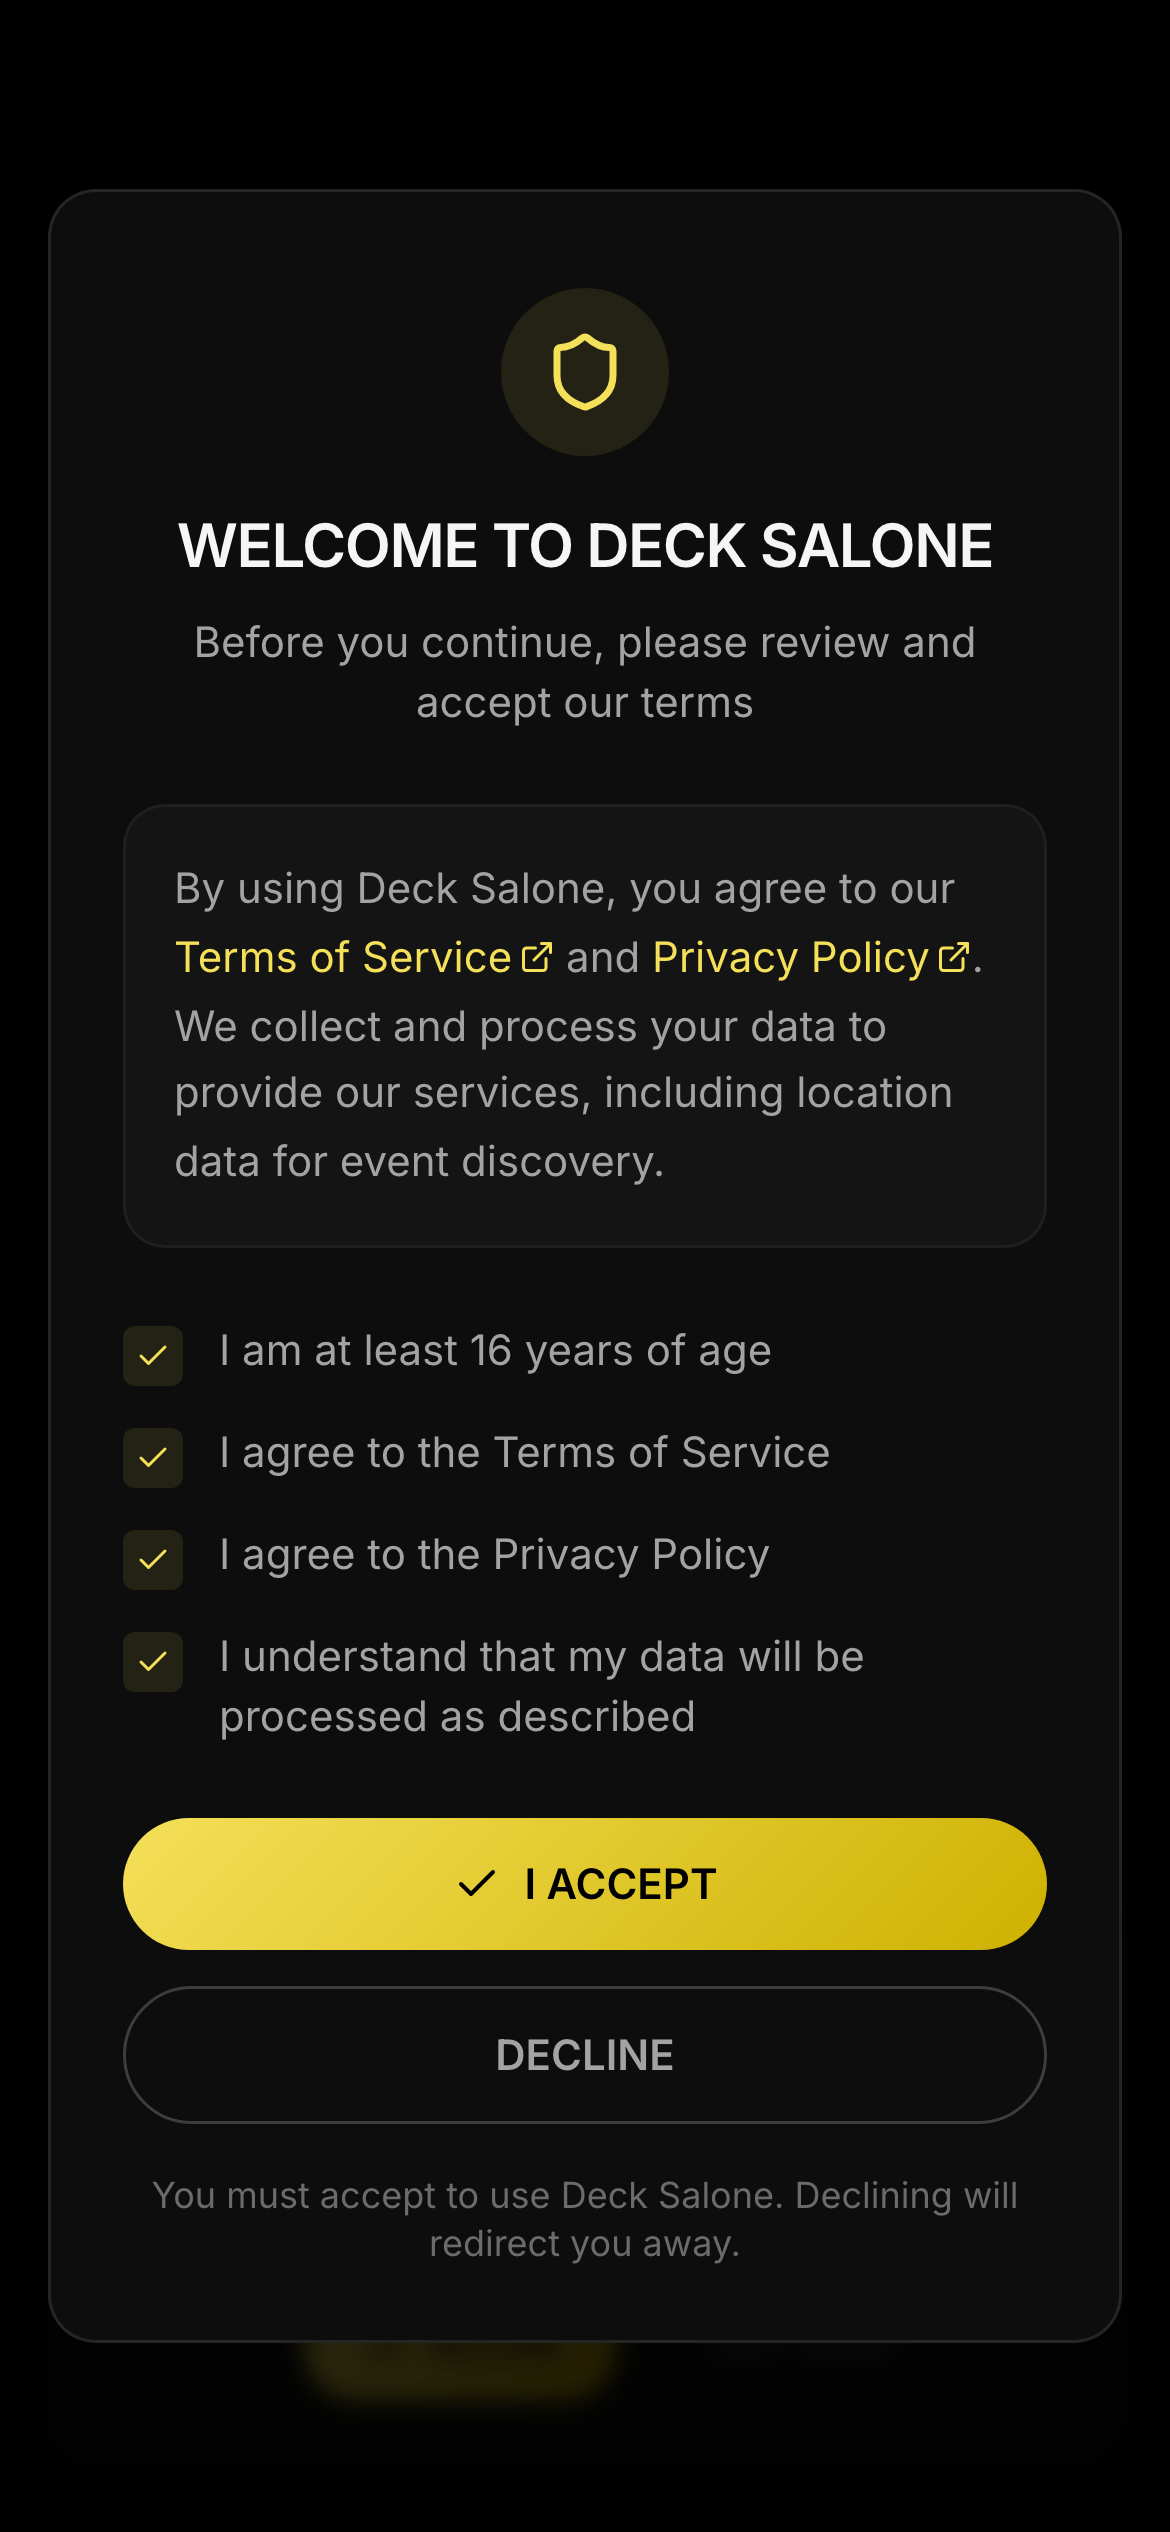 WELCOME TO DECK SALONE
Before you continue, please review and
accept our terms
By using Deck Salone, you agree to our
Terms of Service and Privacy Policy.
We collect and process your data to
provide our services, including location
data for event discovery.
I am at least 16 years of age
I agree to the Terms of Service
I agree to the Privacy Policy
I understand that my data will be
processed as described
I ACCEPT
DECLINE
You must accept to use Deck Salone. Declining will
redirect you away.